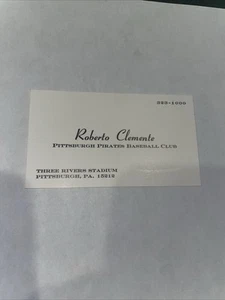 323-1000
Roberto Clemente
PITTSBURGH PIRATES BASEBALL CLUB
THREE RIVERS STADIUM
PITTSBURGH, PA. 15212